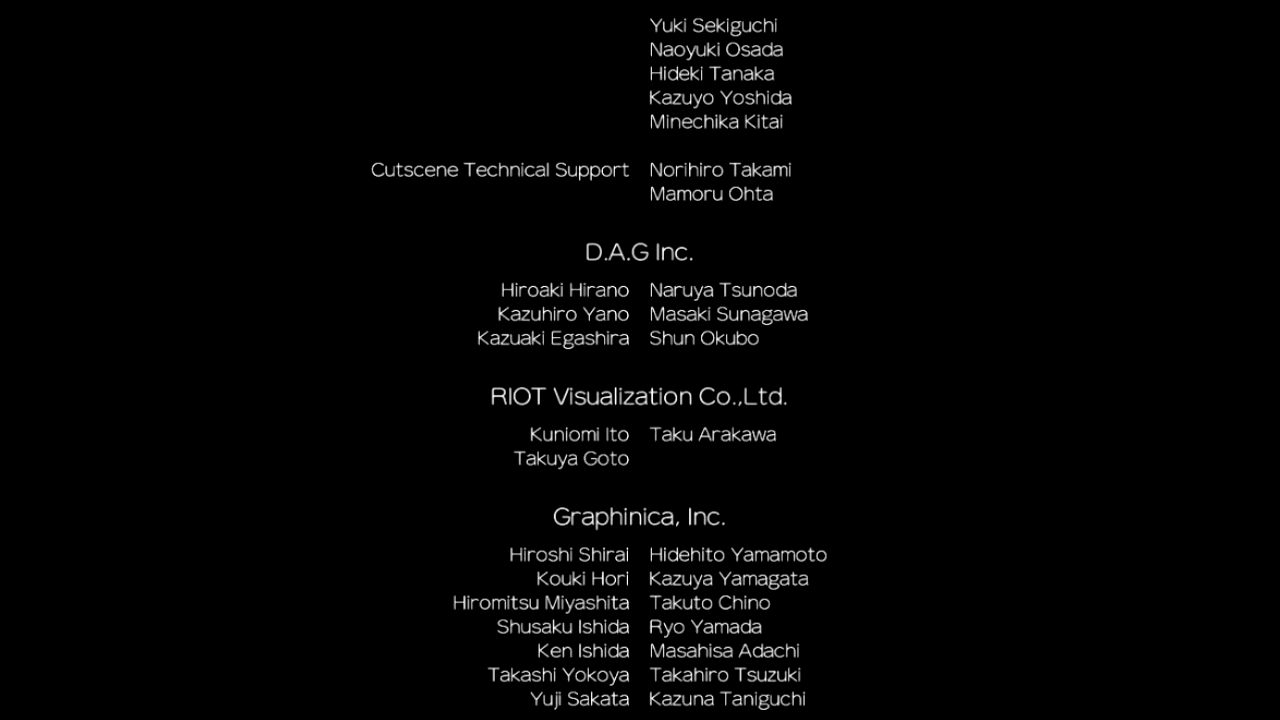 Yuki Sekiguchi
Naoyuki Osada
Hideki Tanaka
Kazuyo Yoshida
Minechika Kitai
Cutscene Technical Support Norihiro Takami
Mamoru Ohta
D.A.G Inc.
Hiroaki Hirano Naruya Tsunoda
Kazuhiro Yano Masaki Sunagawa
Kazuaki Egashira Shun Okubo
RIOT Visualization Co.,Ltd.
Kuniomi Ito Taku Arakawa
Takuya Goto
Graphinica, Inc.
Hiroshi Shirai Hidehito Yamamoto
Kouki Hori Kazuya Yamagata
Hiromitsu Miyashita Takuto Chino
Shusaku Ishida Ryo Yamada
Ken Ishida Masahisa Adachi
Takashi Yokoya Takahiro Tsuzuki
Yuji Sakata Kazuna Taniguchi